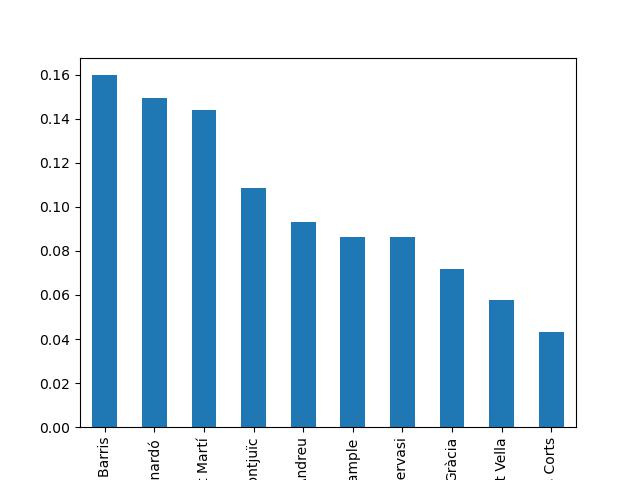 0.16
0.14
0.12
0.10
0.08
0.06
0.04
0.02
0.00
Barris
nardó
Martí
ontjuïc
Andreu
ample
ervasi
Gràcia
t Vella
Corts